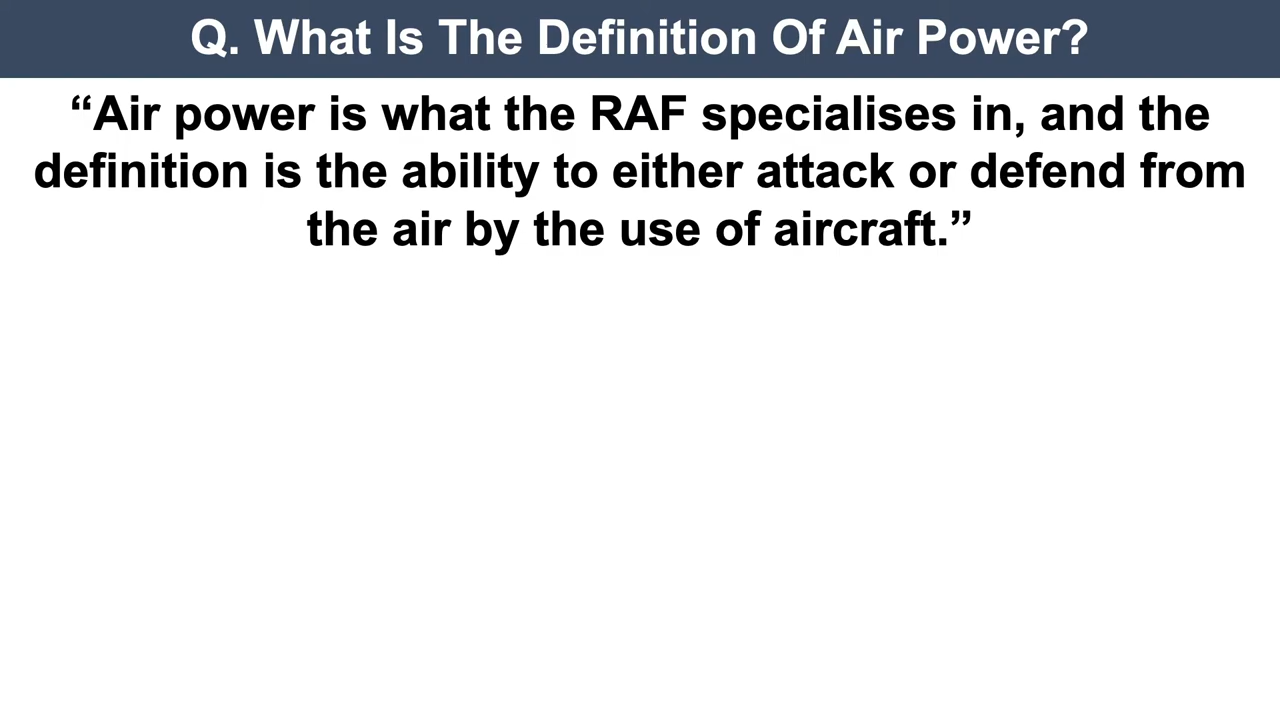 Q. What Is The Definition Of Air Power?
“Air power is what the RAF specialises in, and the
definition is the ability to either attack or defend from
the air by the use of aircraft.”